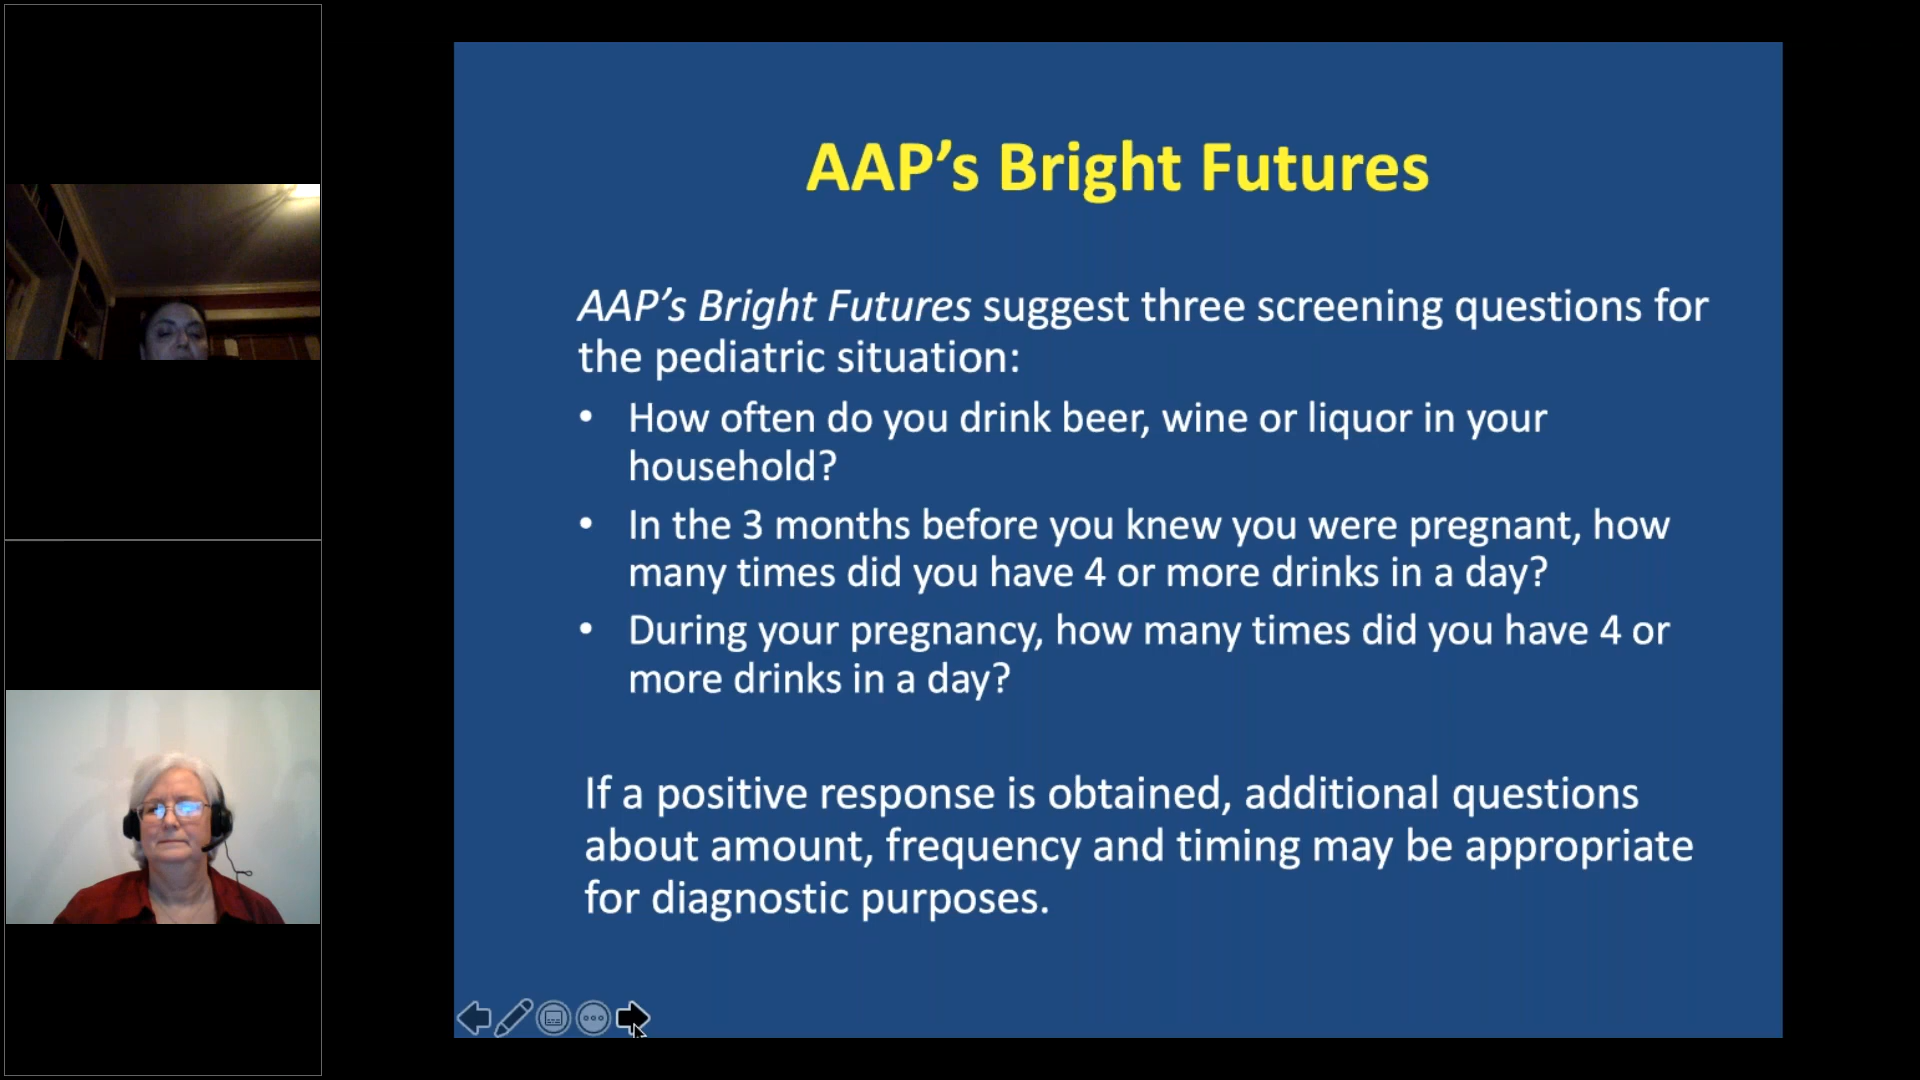 AAP’s Bright Futures
AAP’s Bright Futures suggest three screening questions for
the pediatric situation:
• How often do you drink beer, wine or liquor in your
household?
• In the 3 months before you knew you were pregnant, how
many times did you have 4 or more drinks in a day?
• During your pregnancy, how many times did you have 4 or
more drinks in a day?
If a positive response is obtained, additional questions
about amount, frequency and timing may be appropriate
for diagnostic purposes.